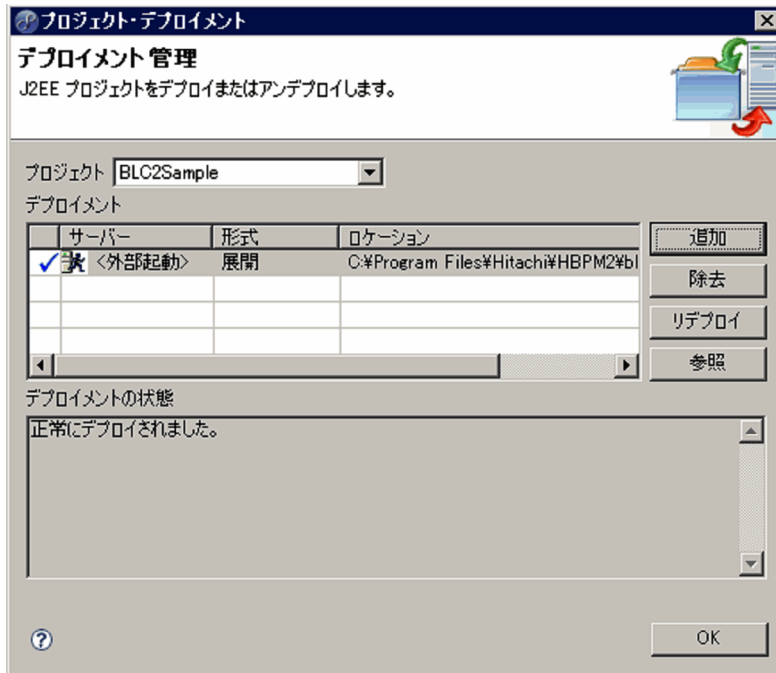 プロジェクト・デプロイメント
デプロイメント管理
J2EE プロジェクトをデプロイまたはアンデプロイします。
プロジェクト BLC2Sample
デプロイメント
サーバー 形式 ロケーション
<外部起動> 展開 C:¥Program Files¥Hitachi¥HBPM2¥bl
追加
除去
リデプロイ
参照
デプロイメントの状態
正常にデプロイされました。
?
OK